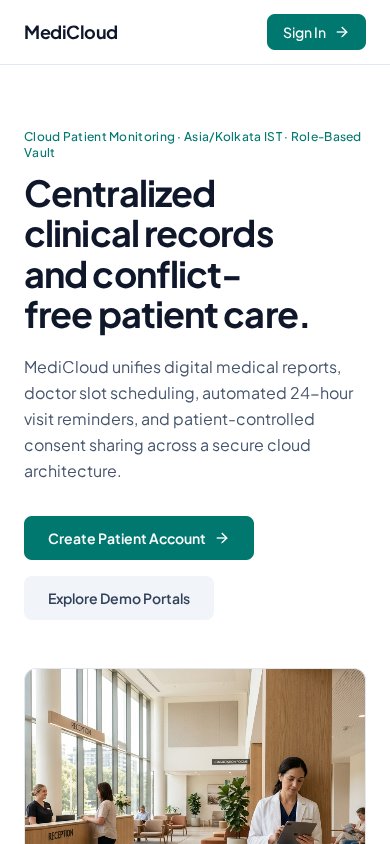 MediCloud
Sign In
Cloud Patient Monitoring · Asia/Kolkata IST · Role-Based
Vault
Centralized
clinical records
and conflict-
free patient care.
MediCloud unifies digital medical reports,
doctor slot scheduling, automated 24-hour
visit reminders, and patient-controlled
consent sharing across a secure cloud
architecture.
Create Patient Account
Explore Demo Portals
RECEPTION
RECEPTION